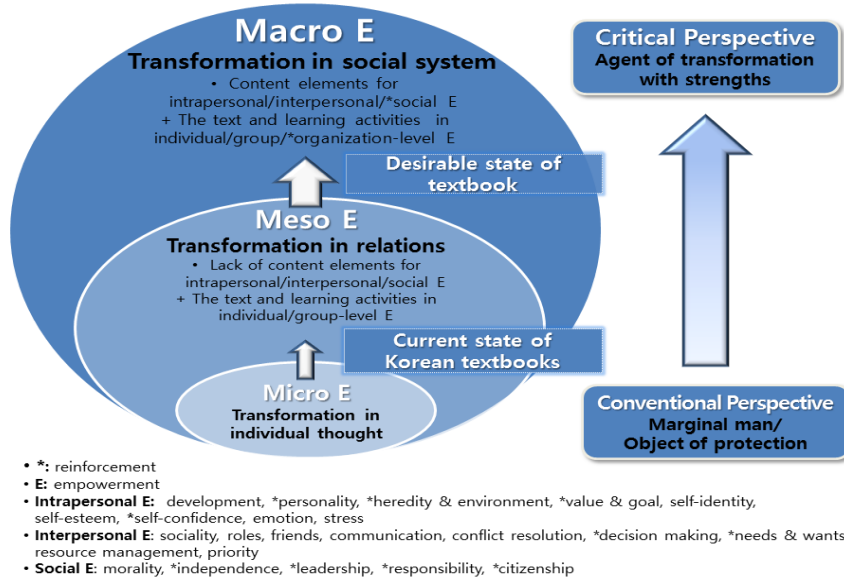 Macro E
Transformation in social system
• Content elements for
intrapersonal/interpersonal/*social E
+ The text and learning activities in
individual/group/*organization-level E
Desirable state of
textbook
Meso E
Transformation in relations
• Lack of content elements for
intrapersonal/interpersonal/social E
+ The text and learning activities in
individual/group-level E
Current state of
Korean textbooks
Micro E
Transformation in
individual thought
Critical Perspective
Agent of transformation
with strengths
Conventional Perspective
Marginal man/
Object of protection
• *: reinforcement
• E: empowerment
• Intrapersonal E: development, *personality, *heredity & environment, *value & goal, self-identity,
self-esteem, *self-confidence, emotion, stress
• Interpersonal E: sociality, roles, friends, communication, conflict resolution, *decision making, *needs & wants
resource management, priority
• Social E: morality, *independence, *leadership, *responsibility, *citizenship